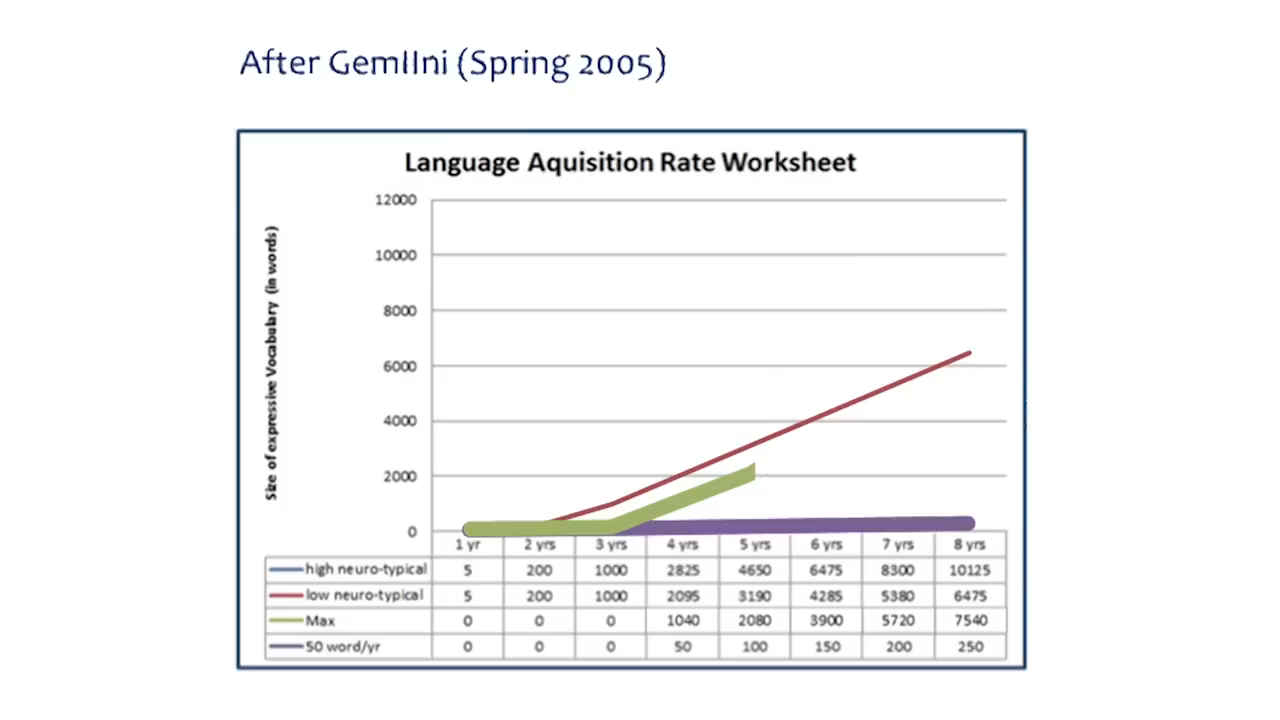 After GemIIni (Spring 2005)
Language Aquisition Rate Worksheet
Size of expressive Vocabulary (in words)
12000
10000
8000
6000
4000
2000
0
1 yr 2 yrs 3 yrs 4 yrs 5 yrs 6 yrs 7 yrs 8 yrs
high neuro-typical 5 200 1000 2825 4650 6475 8300 10125
low neuro-typical 5 200 1000 2095 3190 4285 5380 6475
Max 0 0 0 1040 2080 3900 5720 7540
50 word/yr 0 0 0 50 100 150 200 250